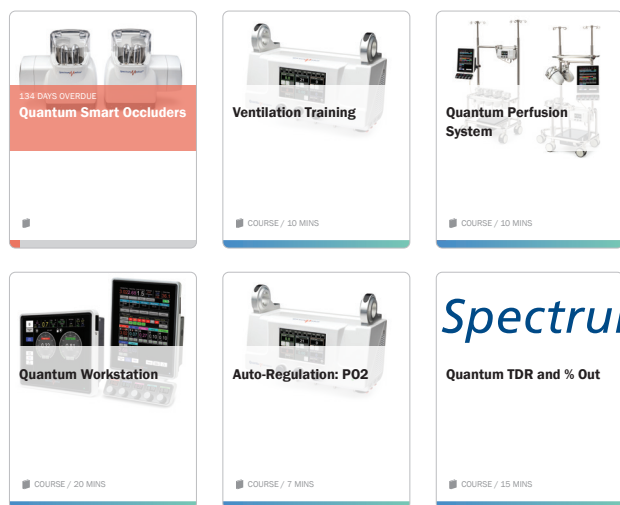 134 DAYS OVERDUE
Quantum Smart Occluders
Ventilation Training
COURSE / 10 MINS
Quantum Perfusion
System
COURSE / 10 MINS
Quantum Workstation
COURSE / 20 MINS
Auto-Regulation: PO2
COURSE / 7 MINS
Spectru
Quantum TDR and % Out
COURSE / 15 MINS